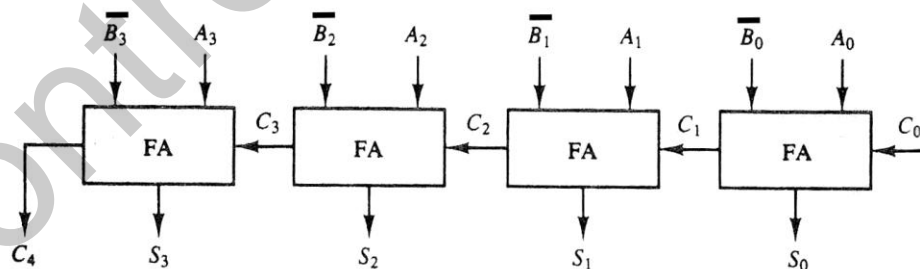 B̅₃ A₃ B̅₂ A₂ B̅₁ A₁ B̅₀ A₀
FA C₃ FA C₂ FA C₁ FA C₀
C₄ S₃ S₂ S₁ S₀